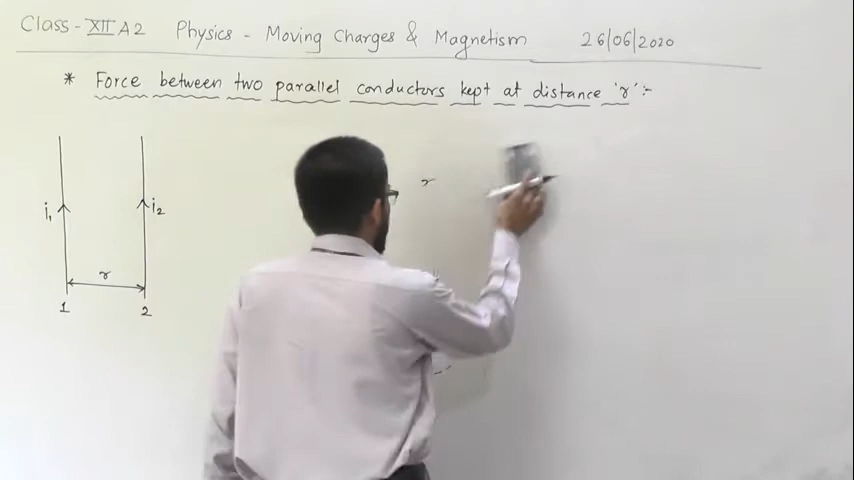 Class-XII A2 Physics - Moving Charges & Magnetism 26/06/2020
* Force between two parallel conductors kept at distance 'r' :-
r
i₁ i₂
r
1 2